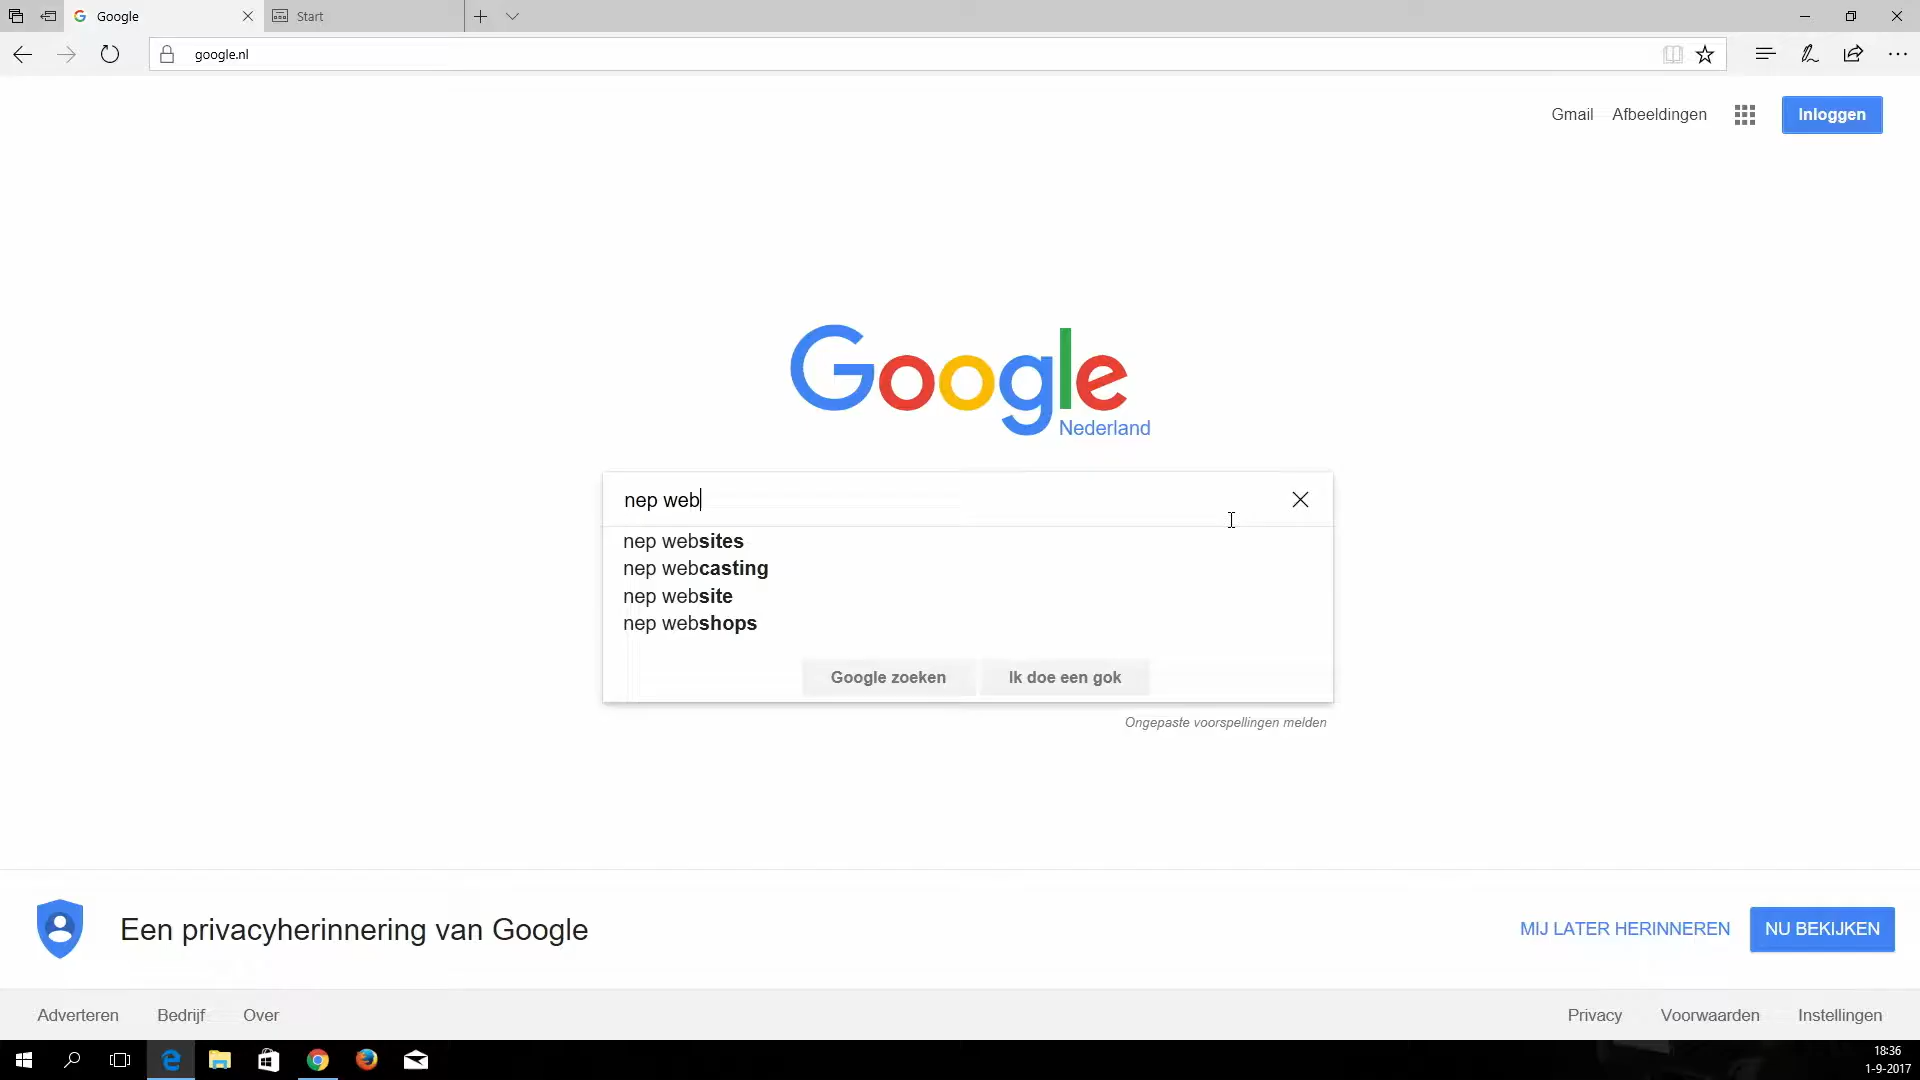 Google
Start
google.nl
Gmail Afbeeldingen Inloggen
Google
Nederland
nep web
nep websites
nep webcasting
nep website
nep webshops
Google zoeken Ik doe een gok
Ongepaste voorspellingen melden
Een privacyherinnering van Google MIJ LATER HERINNEREN NU BEKIJKEN
Adverteren Bedrijf Over Privacy Voorwaarden Instellingen
18:36
1-9-2017